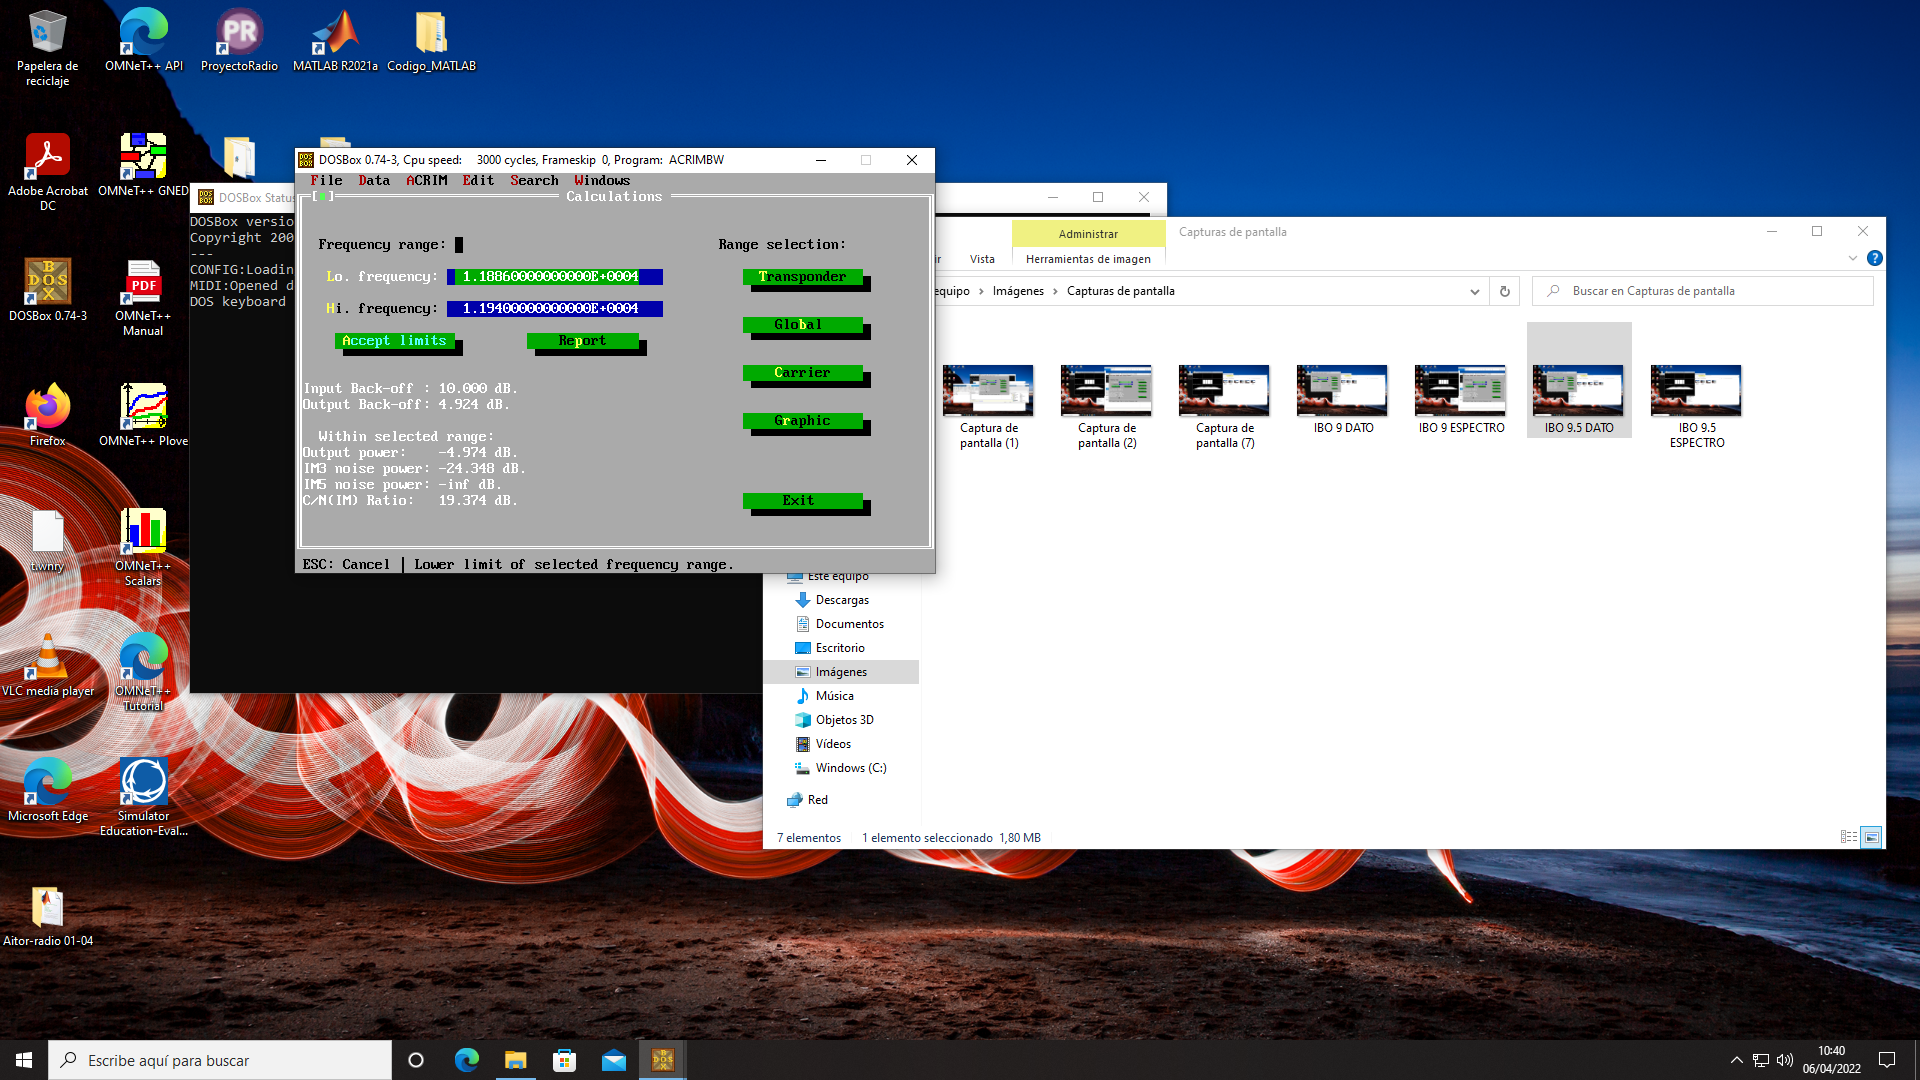 Papelera de
reciclaje
OMNeT++ API
ProyectoRadio
MATLAB R2021a
Codigo_MATLAB
Adobe Acrobat
DC
OMNeT++ GNED
DOSBox 0.74-3
OMNeT++
Manual
Firefox
OMNeT++ Plove
t.wnry
OMNeT++
Scalars
VLC media player
OMNeT++
Tutorial
Microsoft Edge
Simulator
Education-Eval...
Aitor-radio 01-04
DOSBox Status
DOSBox versio
Copyright 200
---
CONFIG:Loadin
MIDI:Opened d
DOS keyboard
DOSBox 0.74-3, Cpu speed: 3000 cycles, Frameskip 0, Program: ACRIMBW
File Data ACRIM Edit Search Windows
Calculations
Frequency range:
Range selection:
Lo. frequency: 1.18860000000000E+0004
Transponder
Hi. frequency: 1.19400000000000E+0004
Global
Accept limits
Report
Carrier
Input Back-off : 10.000 dB.
Output Back-off: 4.924 dB.
Graphic
Within selected range:
Output power: -4.974 dB.
IM3 noise power: -24.348 dB.
IM5 noise power: -inf dB.
C/N(IM) Ratio: 19.374 dB.
Exit
ESC: Cancel | Lower limit of selected frequency range.
Administrar
Capturas de pantalla
Vista
Herramientas de imagen
equipo > Imágenes > Capturas de pantalla
Buscar en Capturas de pantalla
Captura de
pantalla (1)
Captura de
pantalla (2)
Captura de
pantalla (7)
IBO 9 DATO
IBO 9 ESPECTRO
IBO 9.5 DATO
IBO 9.5
ESPECTRO
Este equipo
Descargas
Documentos
Escritorio
Imágenes
Música
Objetos 3D
Vídeos
Windows (C:)
Red
7 elementos
1 elemento seleccionado 1,80 MB
Escribe aquí para buscar
10:40
06/04/2022